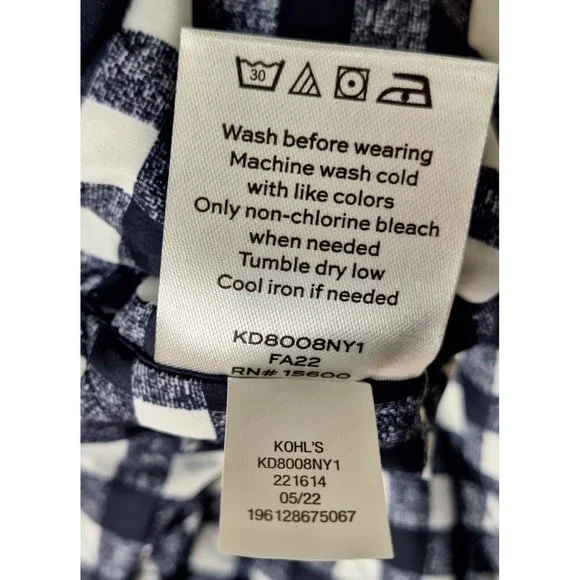 30
Wash before wearing
Machine wash cold
with like colors
Only non-chlorine bleach
when needed
Tumble dry low
Cool iron if needed
KD8008NY1
FA22
RN# 15600
KOHL'S
KD8008NY1
221614
05/22
196128675067